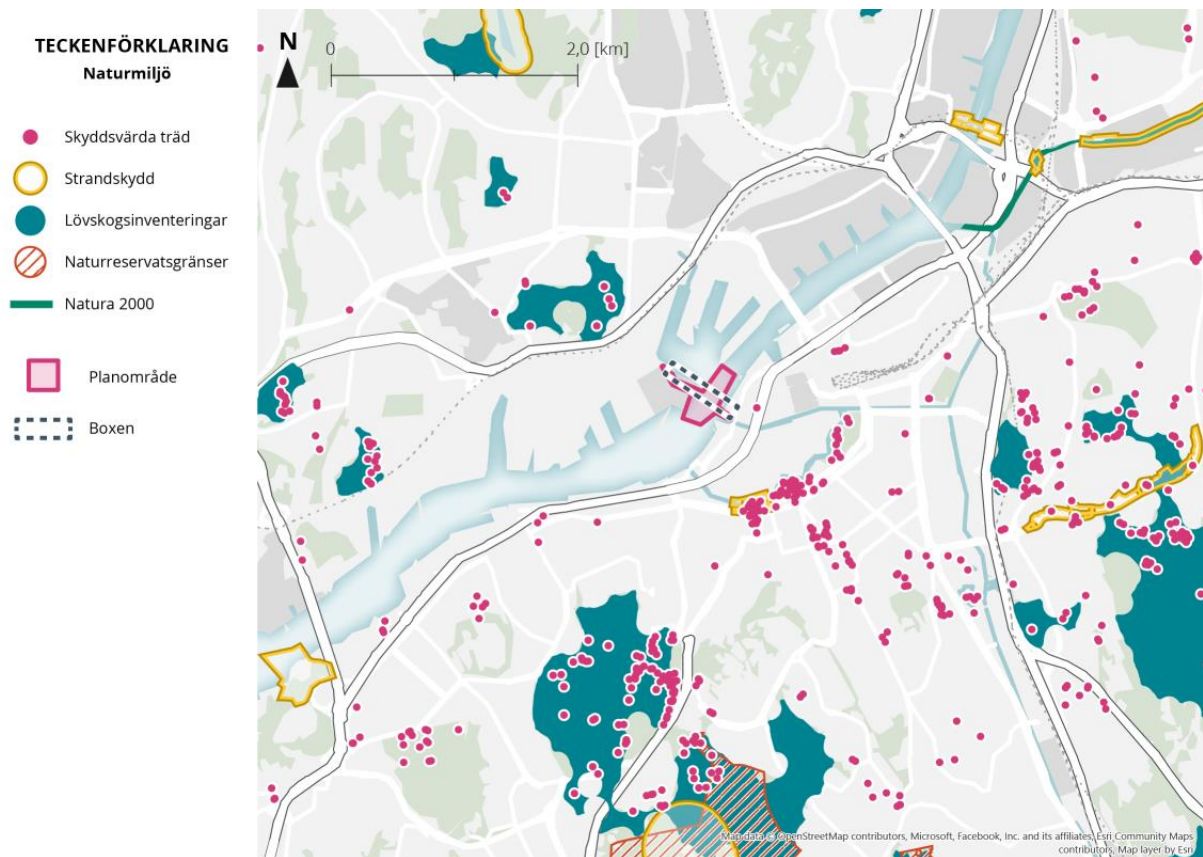 TECKENFÖRKLARING
Naturmiljö
Skyddsvärda träd
Strandskydd
Lövskogsinventeringar
Naturreservatsgränser
Natura 2000
Planområde
Boxen
N
0 2,0 [km]
Map data © OpenStreetMap contributors, Microsoft, Facebook, Inc. and its affiliates, Esri Community Maps
contributors, Map layer by Esri